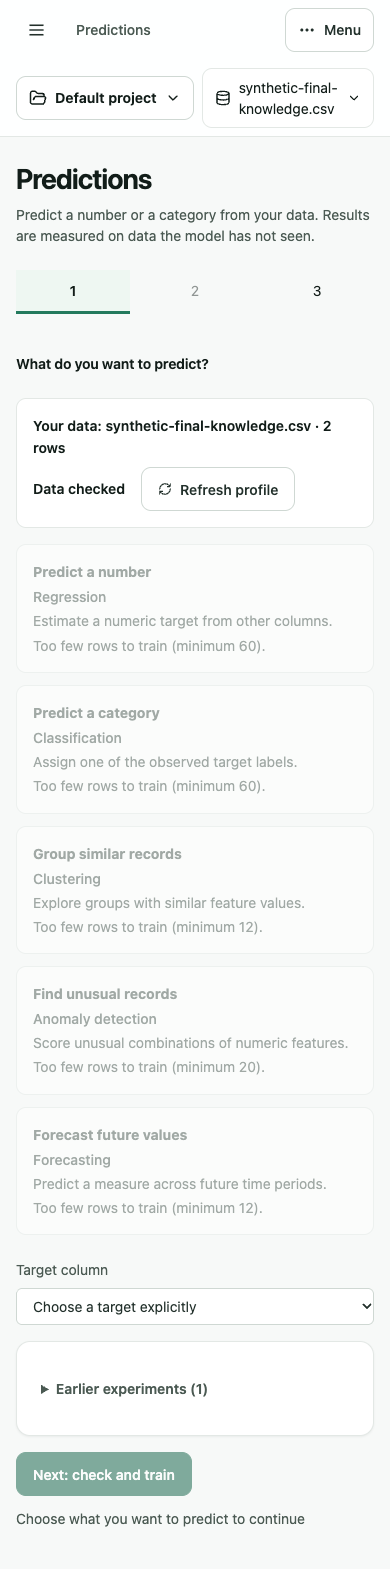 Predictions
Menu
Default project
synthetic-final-
knowledge.csv
Predictions
Predict a number or a category from your data. Results
are measured on data the model has not seen.
1
2
3
What do you want to predict?
Your data: synthetic-final-knowledge.csv · 2
rows
Data checked
Refresh profile
Predict a number
Regression
Estimate a numeric target from other columns.
Too few rows to train (minimum 60).
Predict a category
Classification
Assign one of the observed target labels.
Too few rows to train (minimum 60).
Group similar records
Clustering
Explore groups with similar feature values.
Too few rows to train (minimum 12).
Find unusual records
Anomaly detection
Score unusual combinations of numeric features.
Too few rows to train (minimum 20).
Forecast future values
Forecasting
Predict a measure across future time periods.
Too few rows to train (minimum 12).
Target column
Choose a target explicitly
Earlier experiments (1)
Next: check and train
Choose what you want to predict to continue